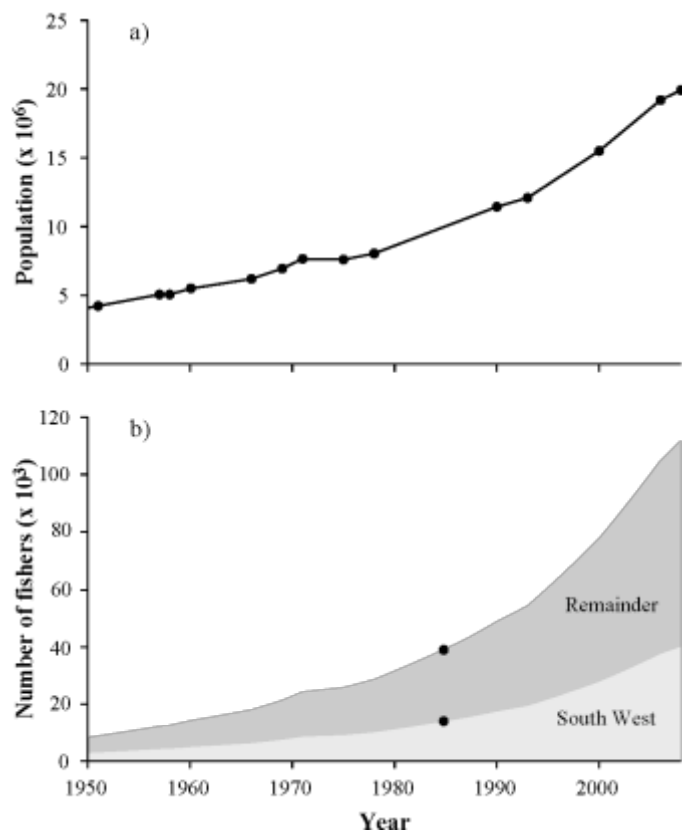 a)
Population (x 10⁶)
25
20
15
10
5
0
b)
Number of fishers (x 10³)
120
100
80
60
40
20
0
Remainder
South West
1950 1960 1970 1980 1990 2000
Year